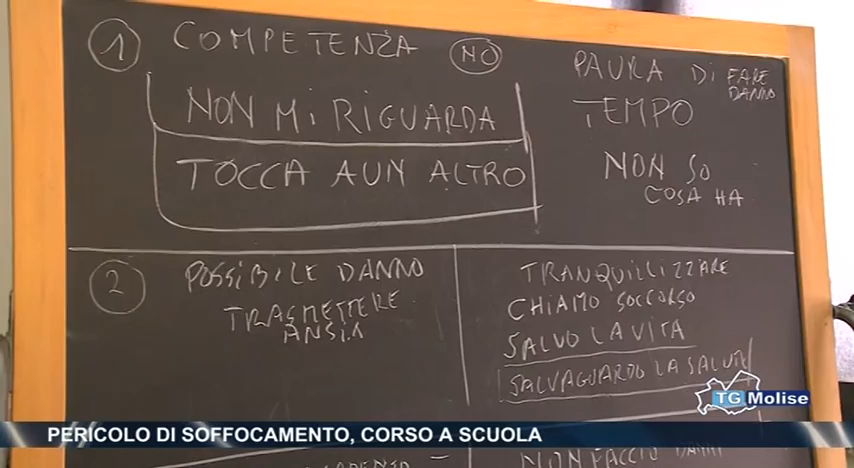 1 COMPETENZA NO
NON Mi RiGUARDA
TOCCA A UN ALTRO
PAURA Di FARE
DANNO
TEMPO
NON SO
COSA HA
2 POSSiBiLE DANNO
TRASMETTERE
ANSiA
TRANQUiLLiZZARE
CHiAMO SOCCORSO
SALVO LA ViTA
SALVAGUARDO LA SALUTE
TG Molise
PERICOLO DI SOFFOCAMENTO, CORSO A SCUOLA
NON FACCiO DANNi